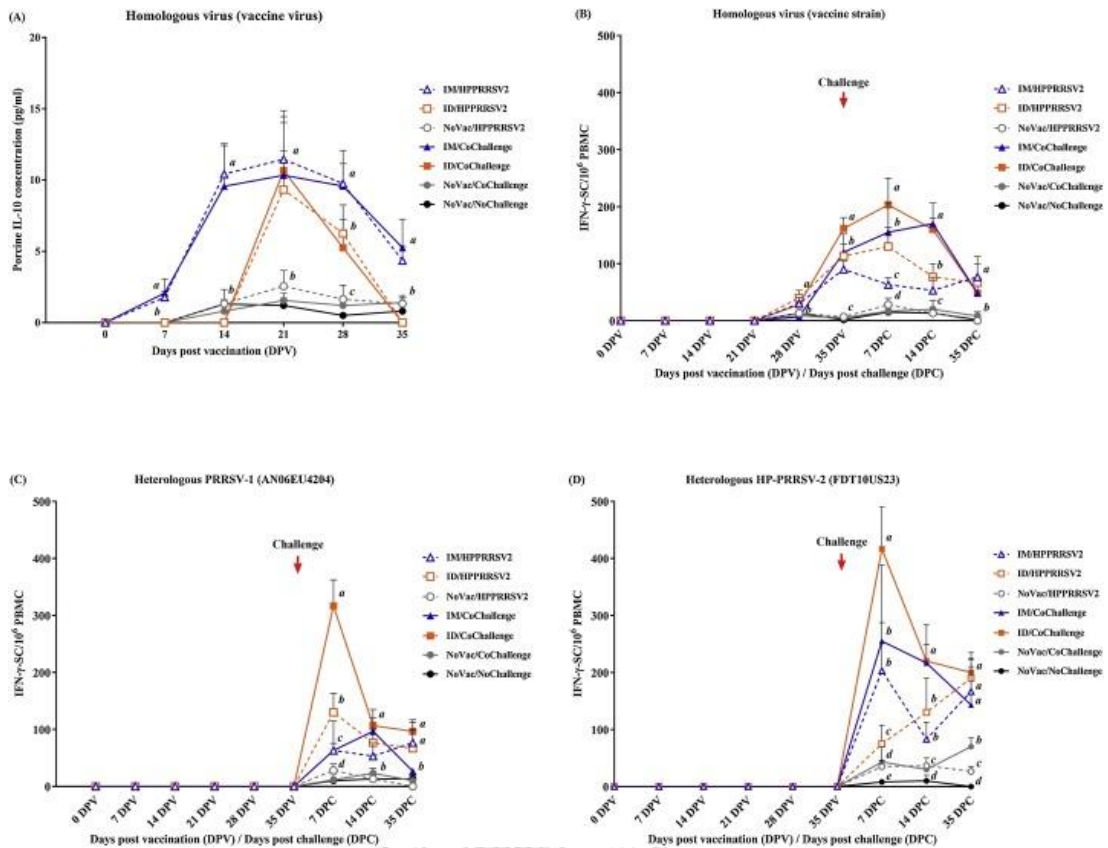 (A)
Homologous virus (vaccine virus)
Porcine IL-10 concentration (pg/ml)
20
15
10
5
0
0
7
14
21
28
35
Days post vaccination (DPV)
a
b
a
b
a
b
a
b
c
a
b
IM/HPPRRSV2
ID/HPPRRSV2
NoVac/HPPRRSV2
IM/CoChallenge
ID/CoChallenge
NoVac/CoChallenge
NoVac/NoChallenge
(B)
Homologous virus (vaccine strain)
IFN-γ-SC/10⁶ PBMC
500
400
300
200
100
0
Challenge
a
b
a
b
c
a
b
c
d
a
b
c
a
b
0 DPV
7 DPV
14 DPV
21 DPV
28 DPV
35 DPV
7 DPC
14 DPC
35 DPC
Days post vaccination (DPV) / Days post challenge (DPC)
IM/HPPRRSV2
ID/HPPRRSV2
NoVac/HPPRRSV2
IM/CoChallenge
ID/CoChallenge
NoVac/CoChallenge
NoVac/NoChallenge
(C)
Heterologous PRRSV-1 (AN06EU4204)
IFN-γ-SC/10⁶ PBMC
500
400
300
200
100
0
Challenge
a
b
c
d
a
b
a
a
b
0 DPV
7 DPV
14 DPV
21 DPV
28 DPV
35 DPV
7 DPC
14 DPC
35 DPC
Days post vaccination (DPV) / Days post challenge (DPC)
IM/HPPRRSV2
ID/HPPRRSV2
NoVac/HPPRRSV2
IM/CoChallenge
ID/CoChallenge
NoVac/CoChallenge
NoVac/NoChallenge
(D)
Heterologous HP-PRRSV-2 (FDT10US23)
IFN-γ-SC/10⁶ PBMC
500
400
300
200
100
0
Challenge
a
b
b
c
d
e
a
b
b
c
d
a
a
a
b
c
d
0 DPV
7 DPV
14 DPV
21 DPV
28 DPV
35 DPV
7 DPC
14 DPC
35 DPC
Days post vaccination (DPV) / Days post challenge (DPC)
IM/HPPRRSV2
ID/HPPRRSV2
NoVac/HPPRRSV2
IM/CoChallenge
ID/CoChallenge
NoVac/CoChallenge
NoVac/NoChallenge